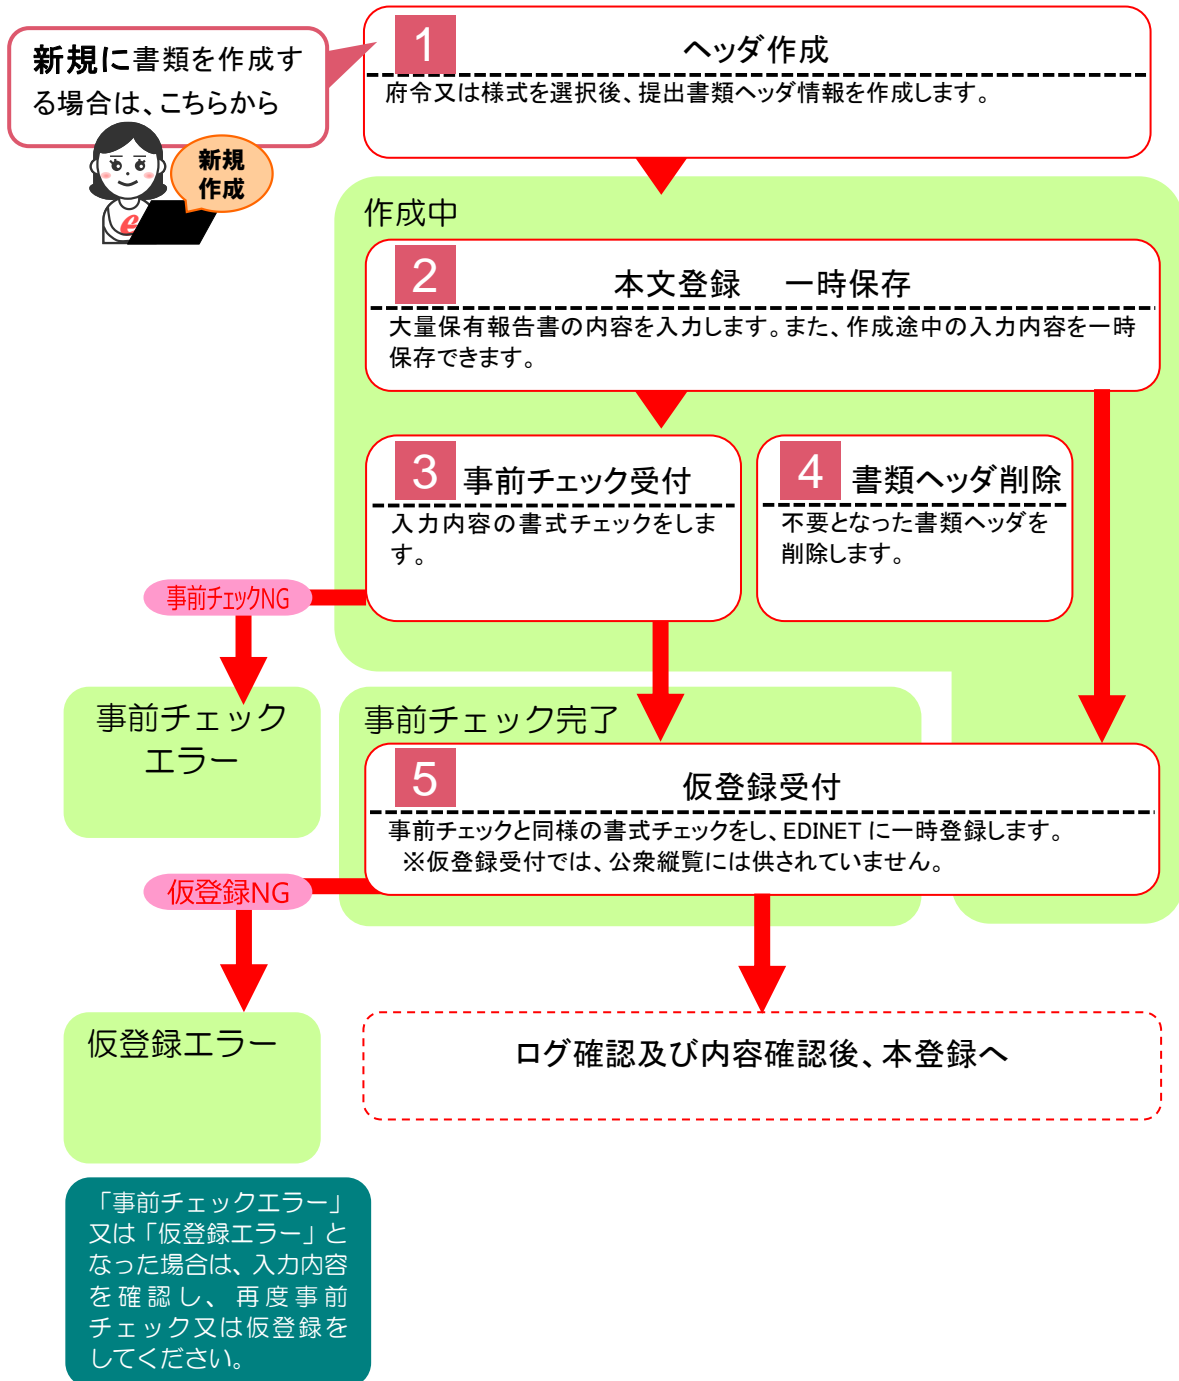 新規に書類を作成す
る場合は、こちらから
新規
作成
e
1
ヘッダ作成
府令又は様式を選択後、提出書類ヘッダ情報を作成します。
作成中
2
本文登録　一時保存
大量保有報告書の内容を入力します。また、作成途中の入力内容を一時
保存できます。
3
事前チェック受付
入力内容の書式チェックをしま
す。
4
書類ヘッダ削除
不要となった書類ヘッダを
削除します。
事前チェックNG
事前チェック
エラー
事前チェック完了
5
仮登録受付
事前チェックと同様の書式チェックをし、EDINET に一時登録します。
※仮登録受付では、公衆縦覧には供されていません。
仮登録NG
仮登録エラー
ログ確認及び内容確認後、本登録へ
「事前チェックエラー」
又は「仮登録エラー」と
なった場合は、入力内容
を確認し、再度事前
チェック又は仮登録を
してください。